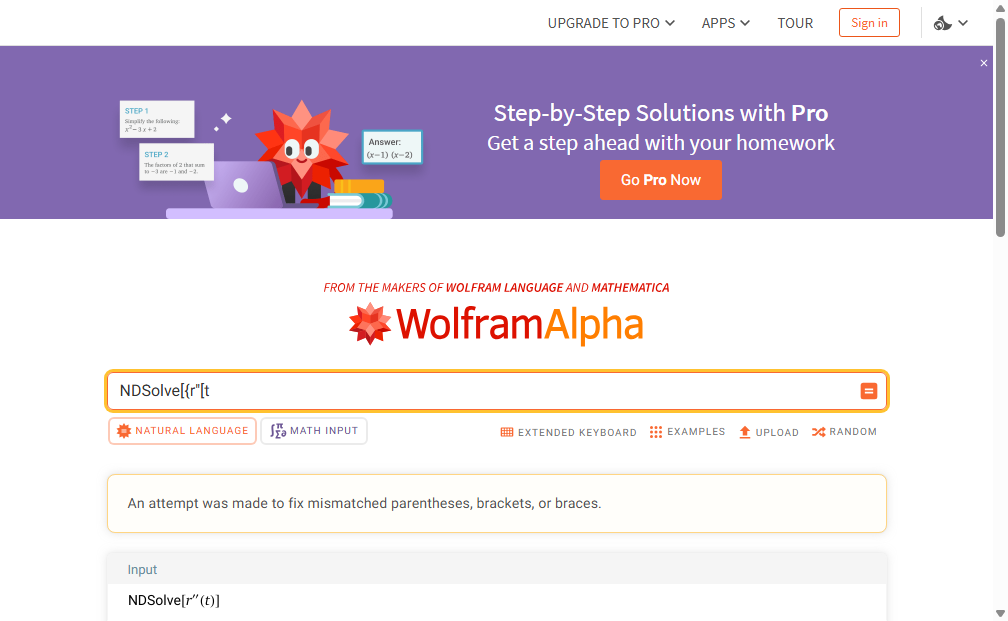 UPGRADE TO PRO APPS TOUR Sign in
×
Step-by-Step Solutions with Pro
Get a step ahead with your homework
Go Pro Now
STEP 1
Simplify the following:
x² − 3 x + 2
STEP 2
The factors of 2 that sum
to −3 are −1 and −2.
Answer:
(x−1) (x−2)
FROM THE MAKERS OF WOLFRAM LANGUAGE AND MATHEMATICA
WolframAlpha
NDSolve[{r"[t
NATURAL LANGUAGE MATH INPUT EXTENDED KEYBOARD EXAMPLES UPLOAD RANDOM
An attempt was made to fix mismatched parentheses, brackets, or braces.
Input
NDSolve[r′′(t)]